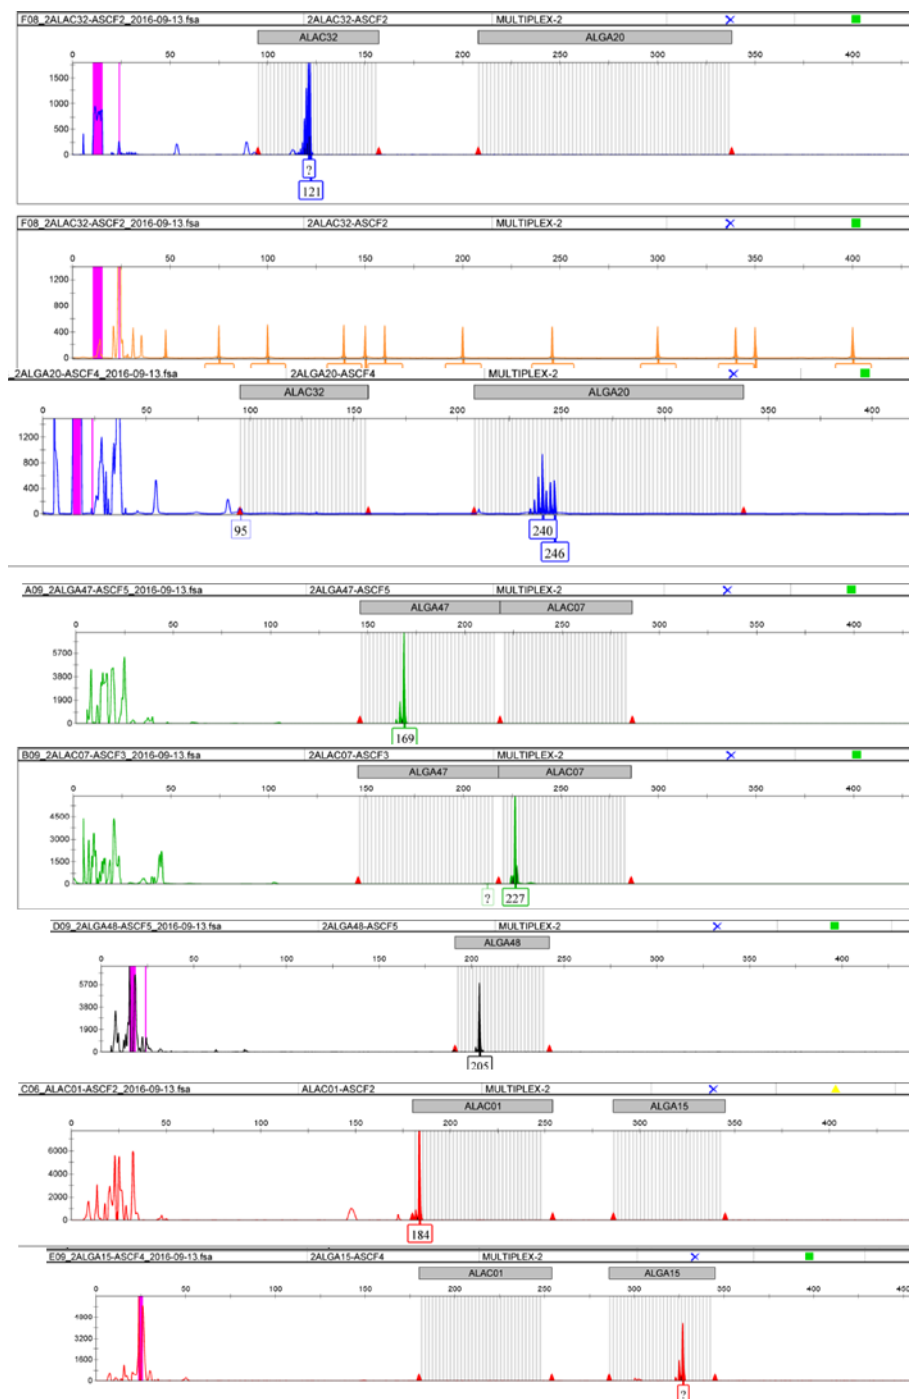 F08_2ALAC32-ASCF2_2016-09-13.fsa 2ALAC32-ASCF2 MULTIPLEX-2
ALAC32 ALGA20
0 50 100 150 200 250 300 350 400
1500
1000
500
0
?
121
F08_2ALAC32-ASCF2_2016-09-13.fsa 2ALAC32-ASCF2 MULTIPLEX-2
0 50 100 150 200 250 300 350 400
1200
800
400
0
2ALGA20-ASCF4_2016-09-13.fsa 2ALGA20-ASCF4 MULTIPLEX-2
ALAC32 ALGA20
0 50 100 150 200 250 300 350 400
1200
800
400
0
95 240
246
A09_2ALGA47-ASCF5_2016-09-13.fsa 2ALGA47-ASCF5 MULTIPLEX-2
ALGA47 ALAC07
0 50 100 150 200 250 300 350 400
5700
3800
1900
0
169
B09_2ALAC07-ASCF3_2016-09-13.fsa 2ALAC07-ASCF3 MULTIPLEX-2
ALGA47 ALAC07
0 50 100 150 200 250 300 350 400
4500
3000
1500
0
? 227
D09_2ALGA48-ASCF5_2016-09-13.fsa 2ALGA48-ASCF5 MULTIPLEX-2
ALGA48
0 50 100 150 200 250 300 350 400
5700
3800
1900
0
205
C06_ALAC01-ASCF2_2016-09-13.fsa ALAC01-ASCF2 MULTIPLEX-2
ALAC01 ALGA15
0 50 100 150 200 250 300 350 400
6000
4000
2000
0
184
E09_2ALGA15-ASCF4_2016-09-13.fsa 2ALGA15-ASCF4 MULTIPLEX-2
ALAC01 ALGA15
0 50 100 150 200 250 300 350 400 450
4800
3200
1600
0
?